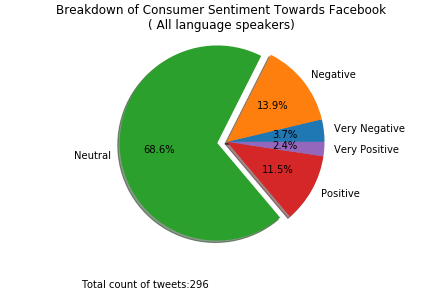 Breakdown of Consumer Sentiment Towards Facebook
( All language speakers)
Negative
13.9%
Very Negative
3.7%
2.4%
Very Positive
68.6%
Neutral
11.5%
Positive
Total count of tweets:296